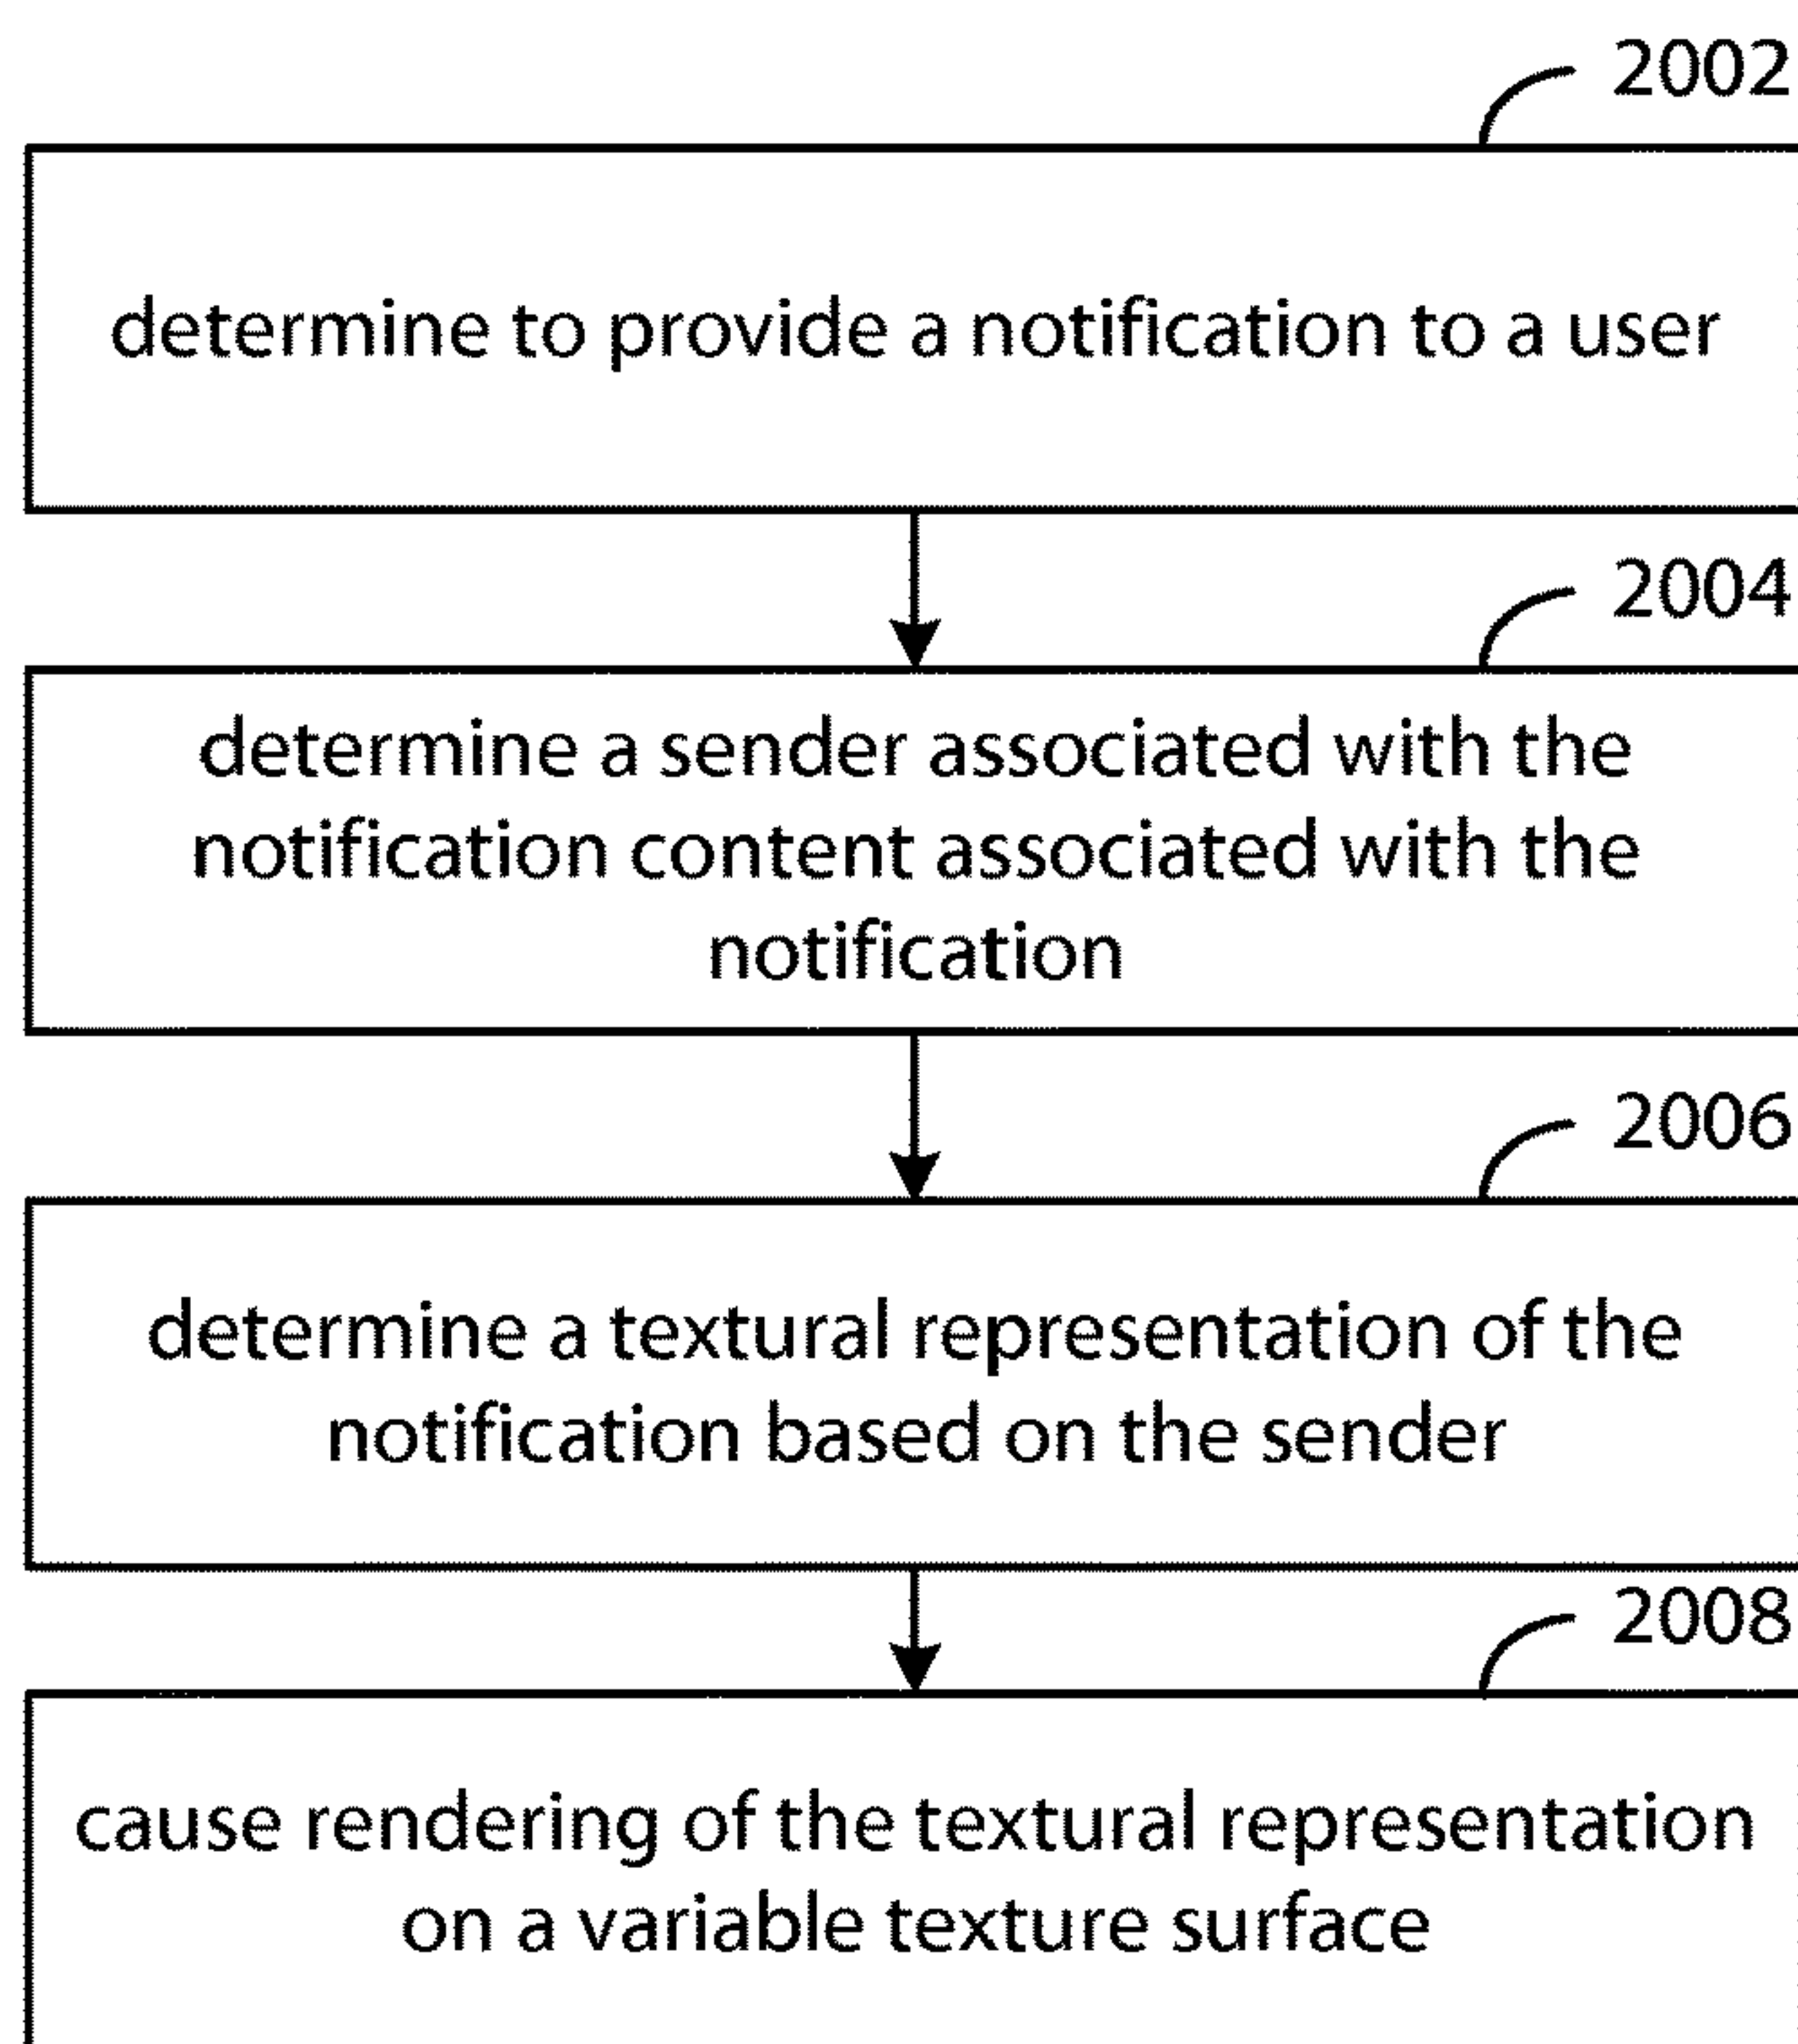 2002
determine to provide a notification to a user
2004
determine a sender associated with the
notification content associated with the
notification
2006
determine a textural representation of the
notification based on the sender
2008
cause rendering of the textural representation
on a variable texture surface